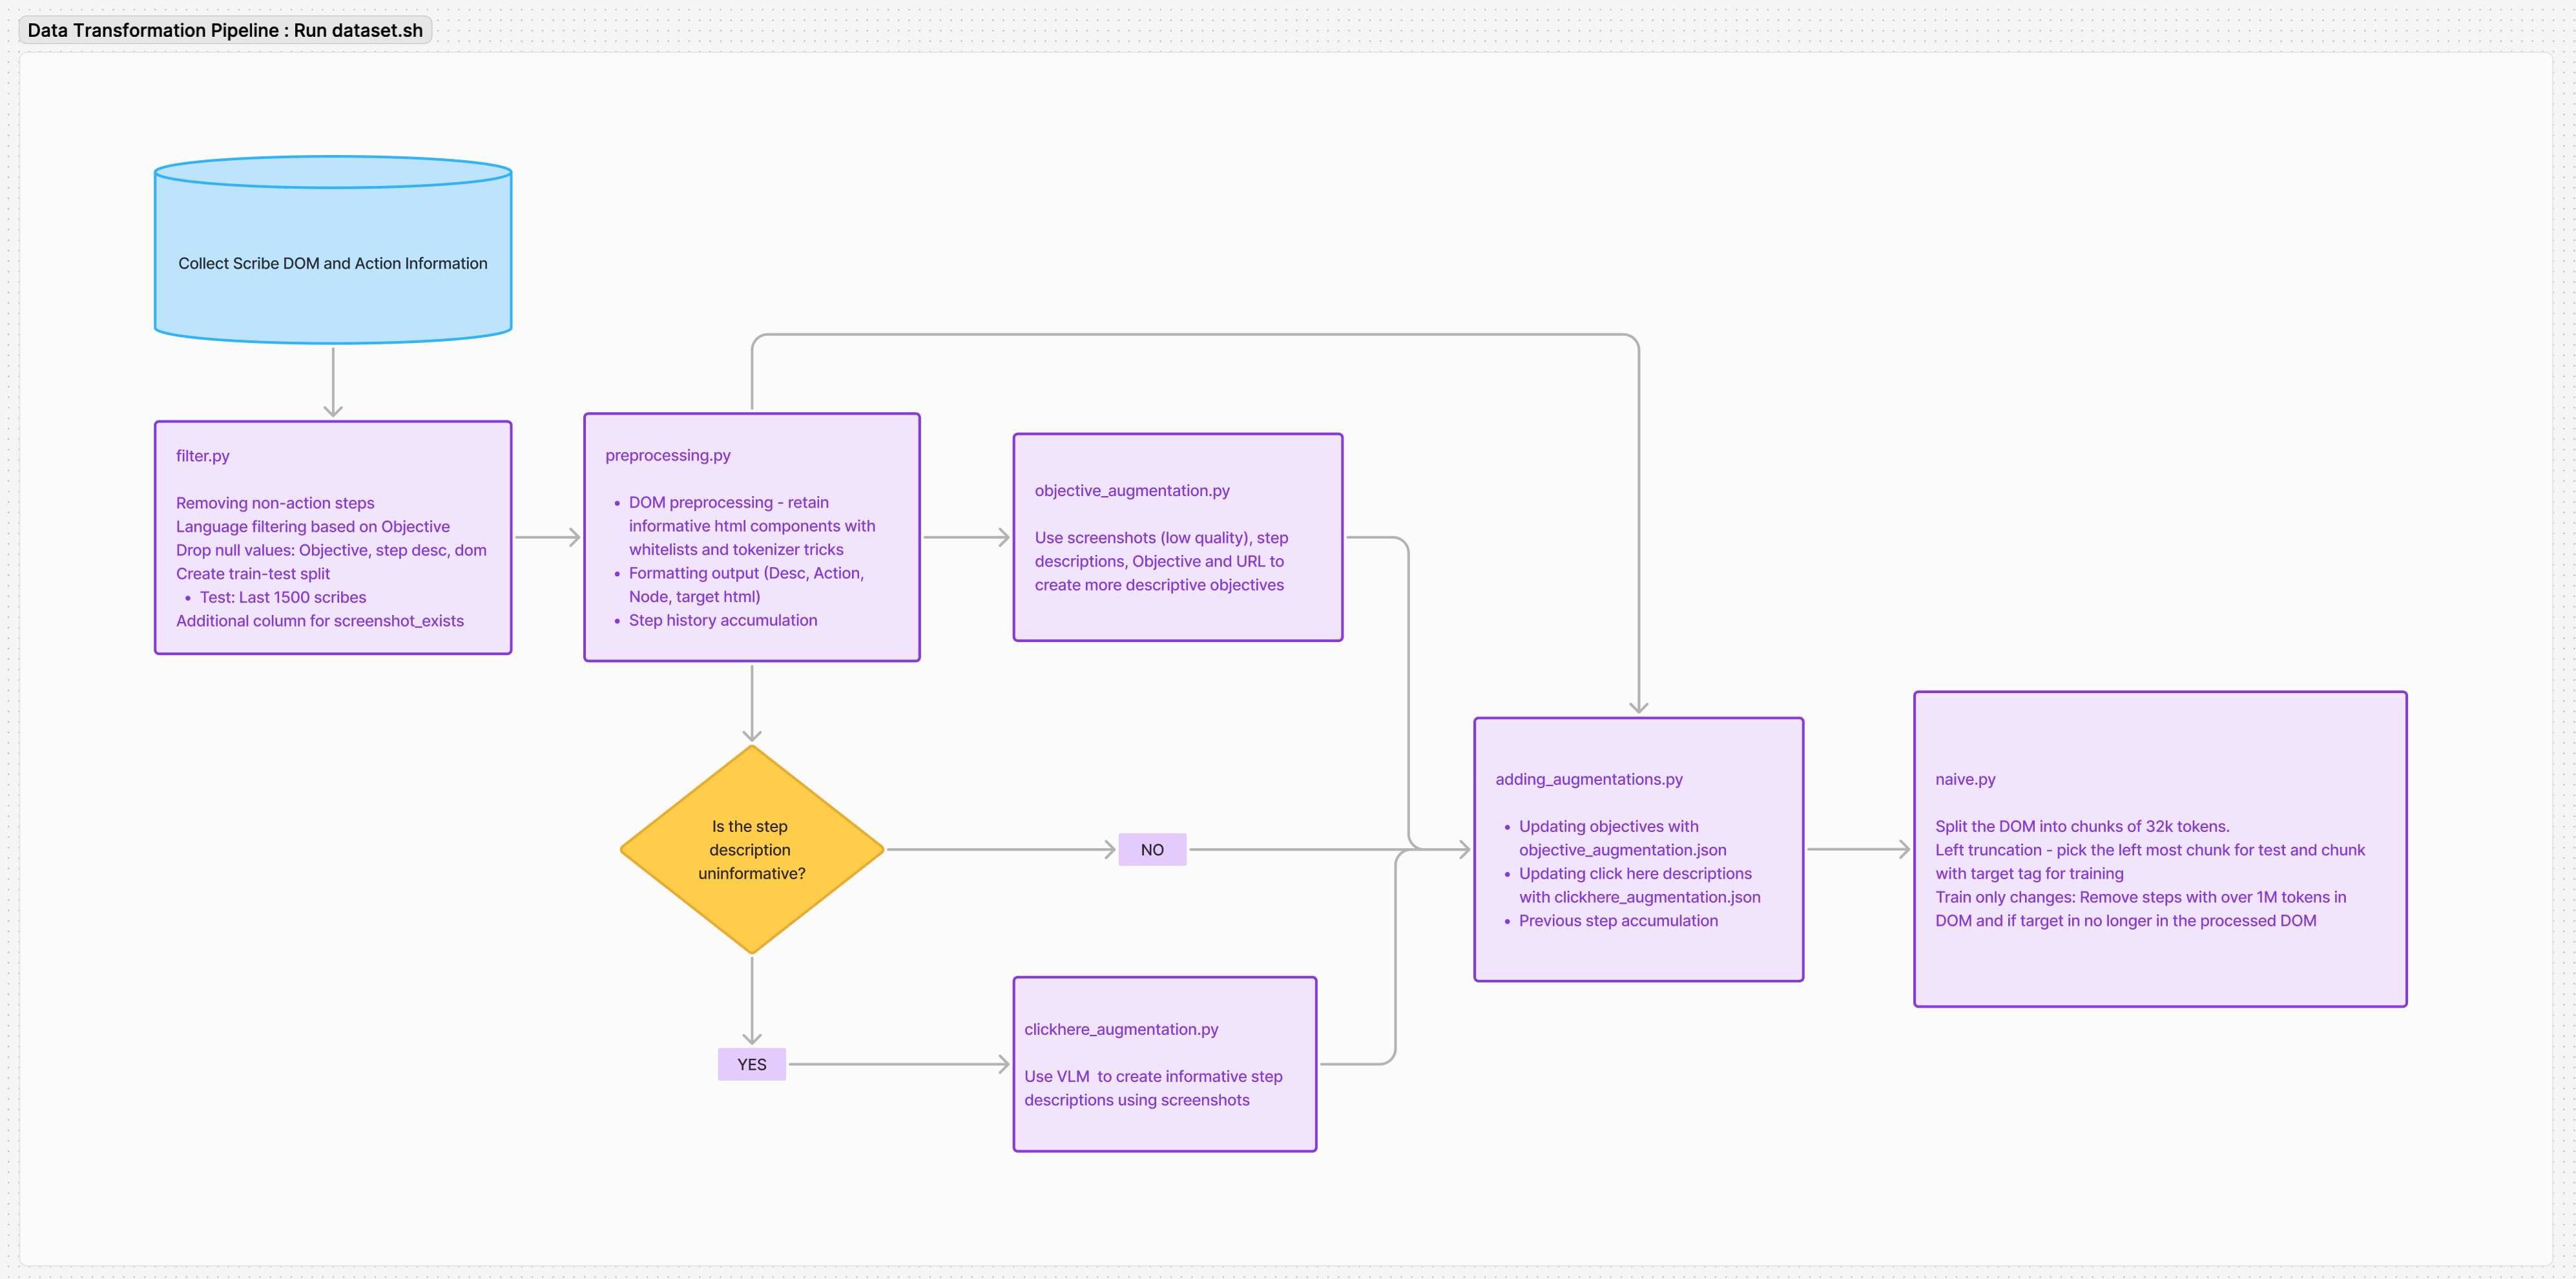 Data Transformation Pipeline : Run dataset.sh
Collect Scribe DOM and Action Information
filter.py
Removing non-action steps
Language filtering based on Objective
Drop null values: Objective, step desc, dom
Create train-test split
• Test: Last 1500 scribes
Additional column for screenshot_exists
preprocessing.py
• DOM preprocessing - retain
informative html components with
whitelists and tokenizer tricks
• Formatting output (Desc, Action,
Node, target html)
• Step history accumulation
objective_augmentation.py
Use screenshots (low quality), step
descriptions, Objective and URL to
create more descriptive objectives
Is the step
description
uninformative?
NO
YES
clickhere_augmentation.py
Use VLM  to create informative step
descriptions using screenshots
adding_augmentations.py
• Updating objectives with
objective_augmentation.json
• Updating click here descriptions
with clickhere_augmentation.json
• Previous step accumulation
naive.py
Split the DOM into chunks of 32k tokens.
Left truncation - pick the left most chunk for test and chunk
with target tag for training
Train only changes: Remove steps with over 1M tokens in
DOM and if target in no longer in the processed DOM